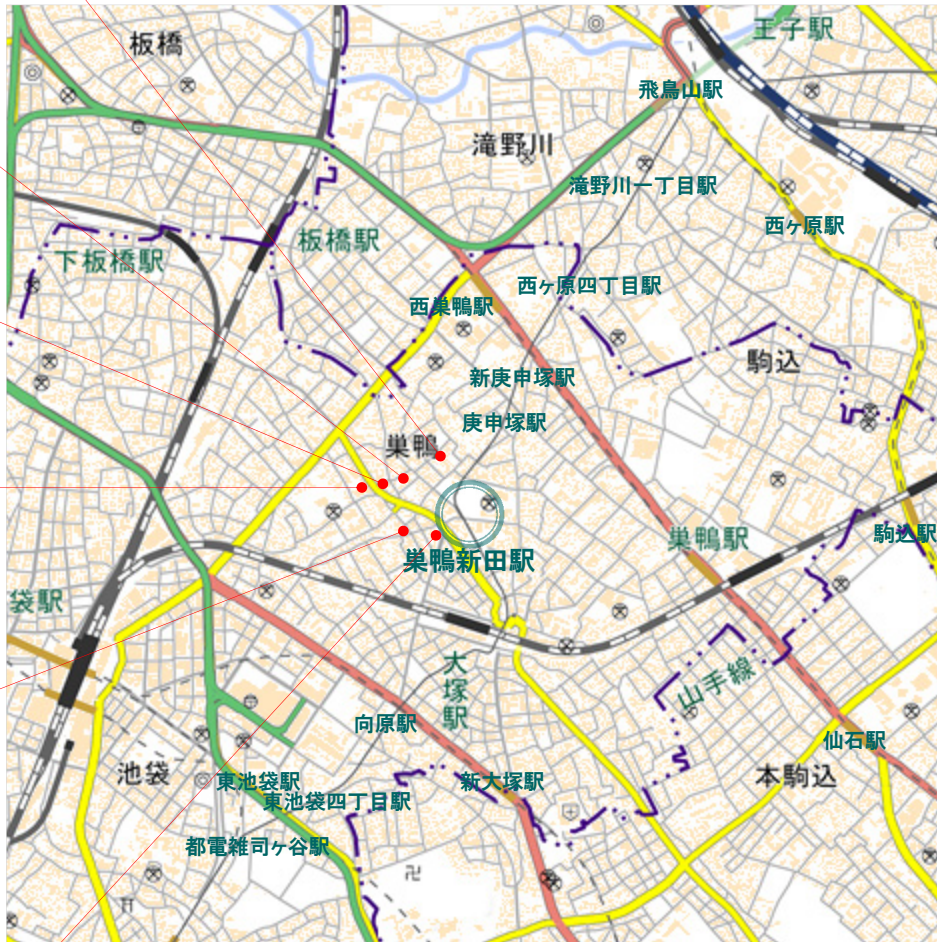 王子駅
板橋
飛鳥山駅
滝野川
滝野川一丁目駅
西ヶ原駅
板橋駅
下板橋駅
西ヶ原四丁目駅
西巣鴨駅
駒込
新庚申塚駅
庚申塚駅
巣鴨
巣鴨駅
駒込駅
巣鴨新田駅
袋駅
大塚駅
山手線
向原駅
仙石駅
池袋
東池袋駅
新大塚駅
本駒込
東池袋四丁目駅
都電雑司ヶ谷駅